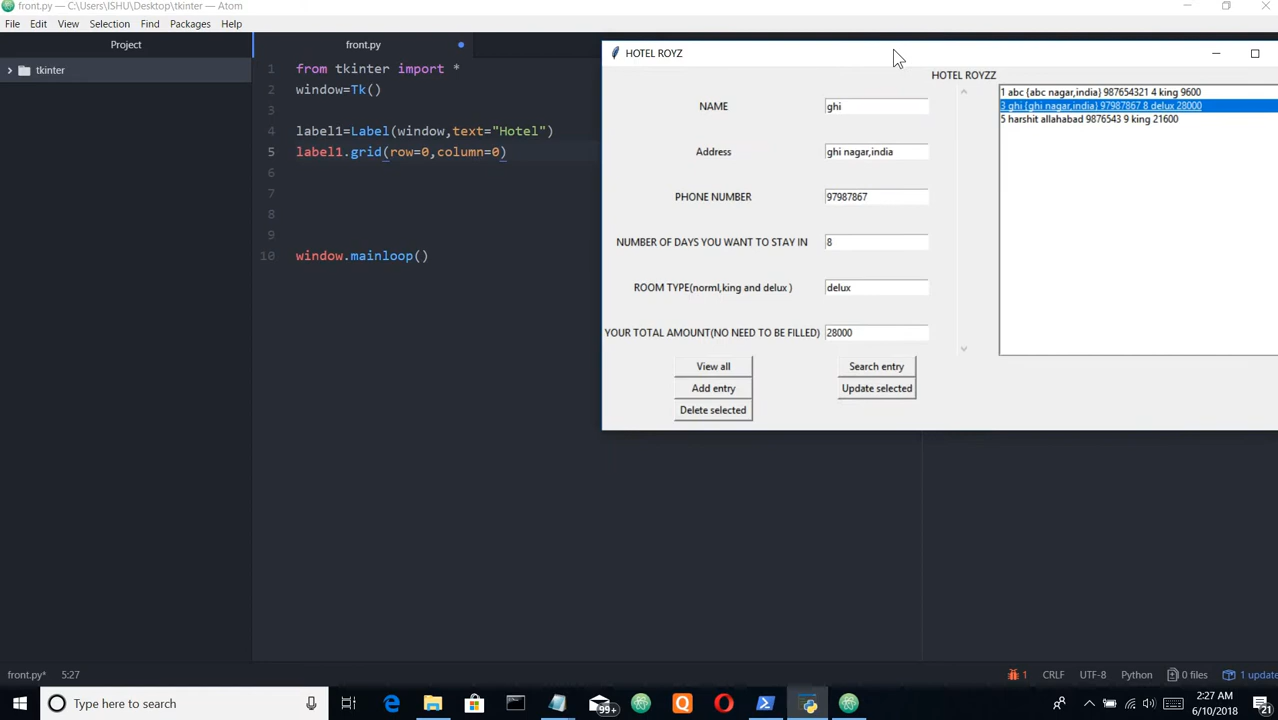 front.py — C:\Users\ISHU\Desktop\tkinter — Atom
File Edit View Selection Find Packages Help
Project
front.py
tkinter
1 from tkinter import *
2 window=Tk()
3
4 label1=Label(window,text="Hotel")
5 label1.grid(row=0,column=0)
6
7
8
9
10 window.mainloop()
HOTEL ROYZ
HOTEL ROYZZ
NAME ghi
Address ghi nagar,india
PHONE NUMBER 97987867
NUMBER OF DAYS YOU WANT TO STAY IN 8
ROOM TYPE(norml,king and delux ) delux
YOUR TOTAL AMOUNT(NO NEED TO BE FILLED) 28000
View all Search entry
Add entry Update selected
Delete selected
1 abc {abc nagar,india} 987654321 4 king 9600
3 ghi {ghi nagar,india} 97987867 8 delux 28000
5 harshit allahabad 9876543 9 king 21600
front.py* 5:27
1 CRLF UTF-8 Python 0 files 1 update
Type here to search
99+
2:27 AM
6/10/2018
21